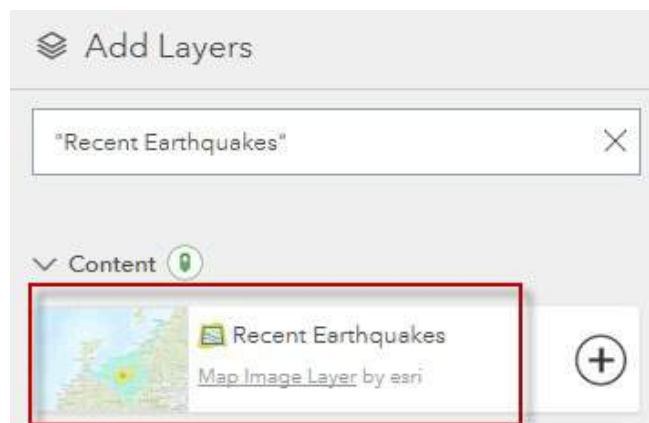 Add Layers
"Recent Earthquakes"
Content
Recent Earthquakes
Map Image Layer by esri